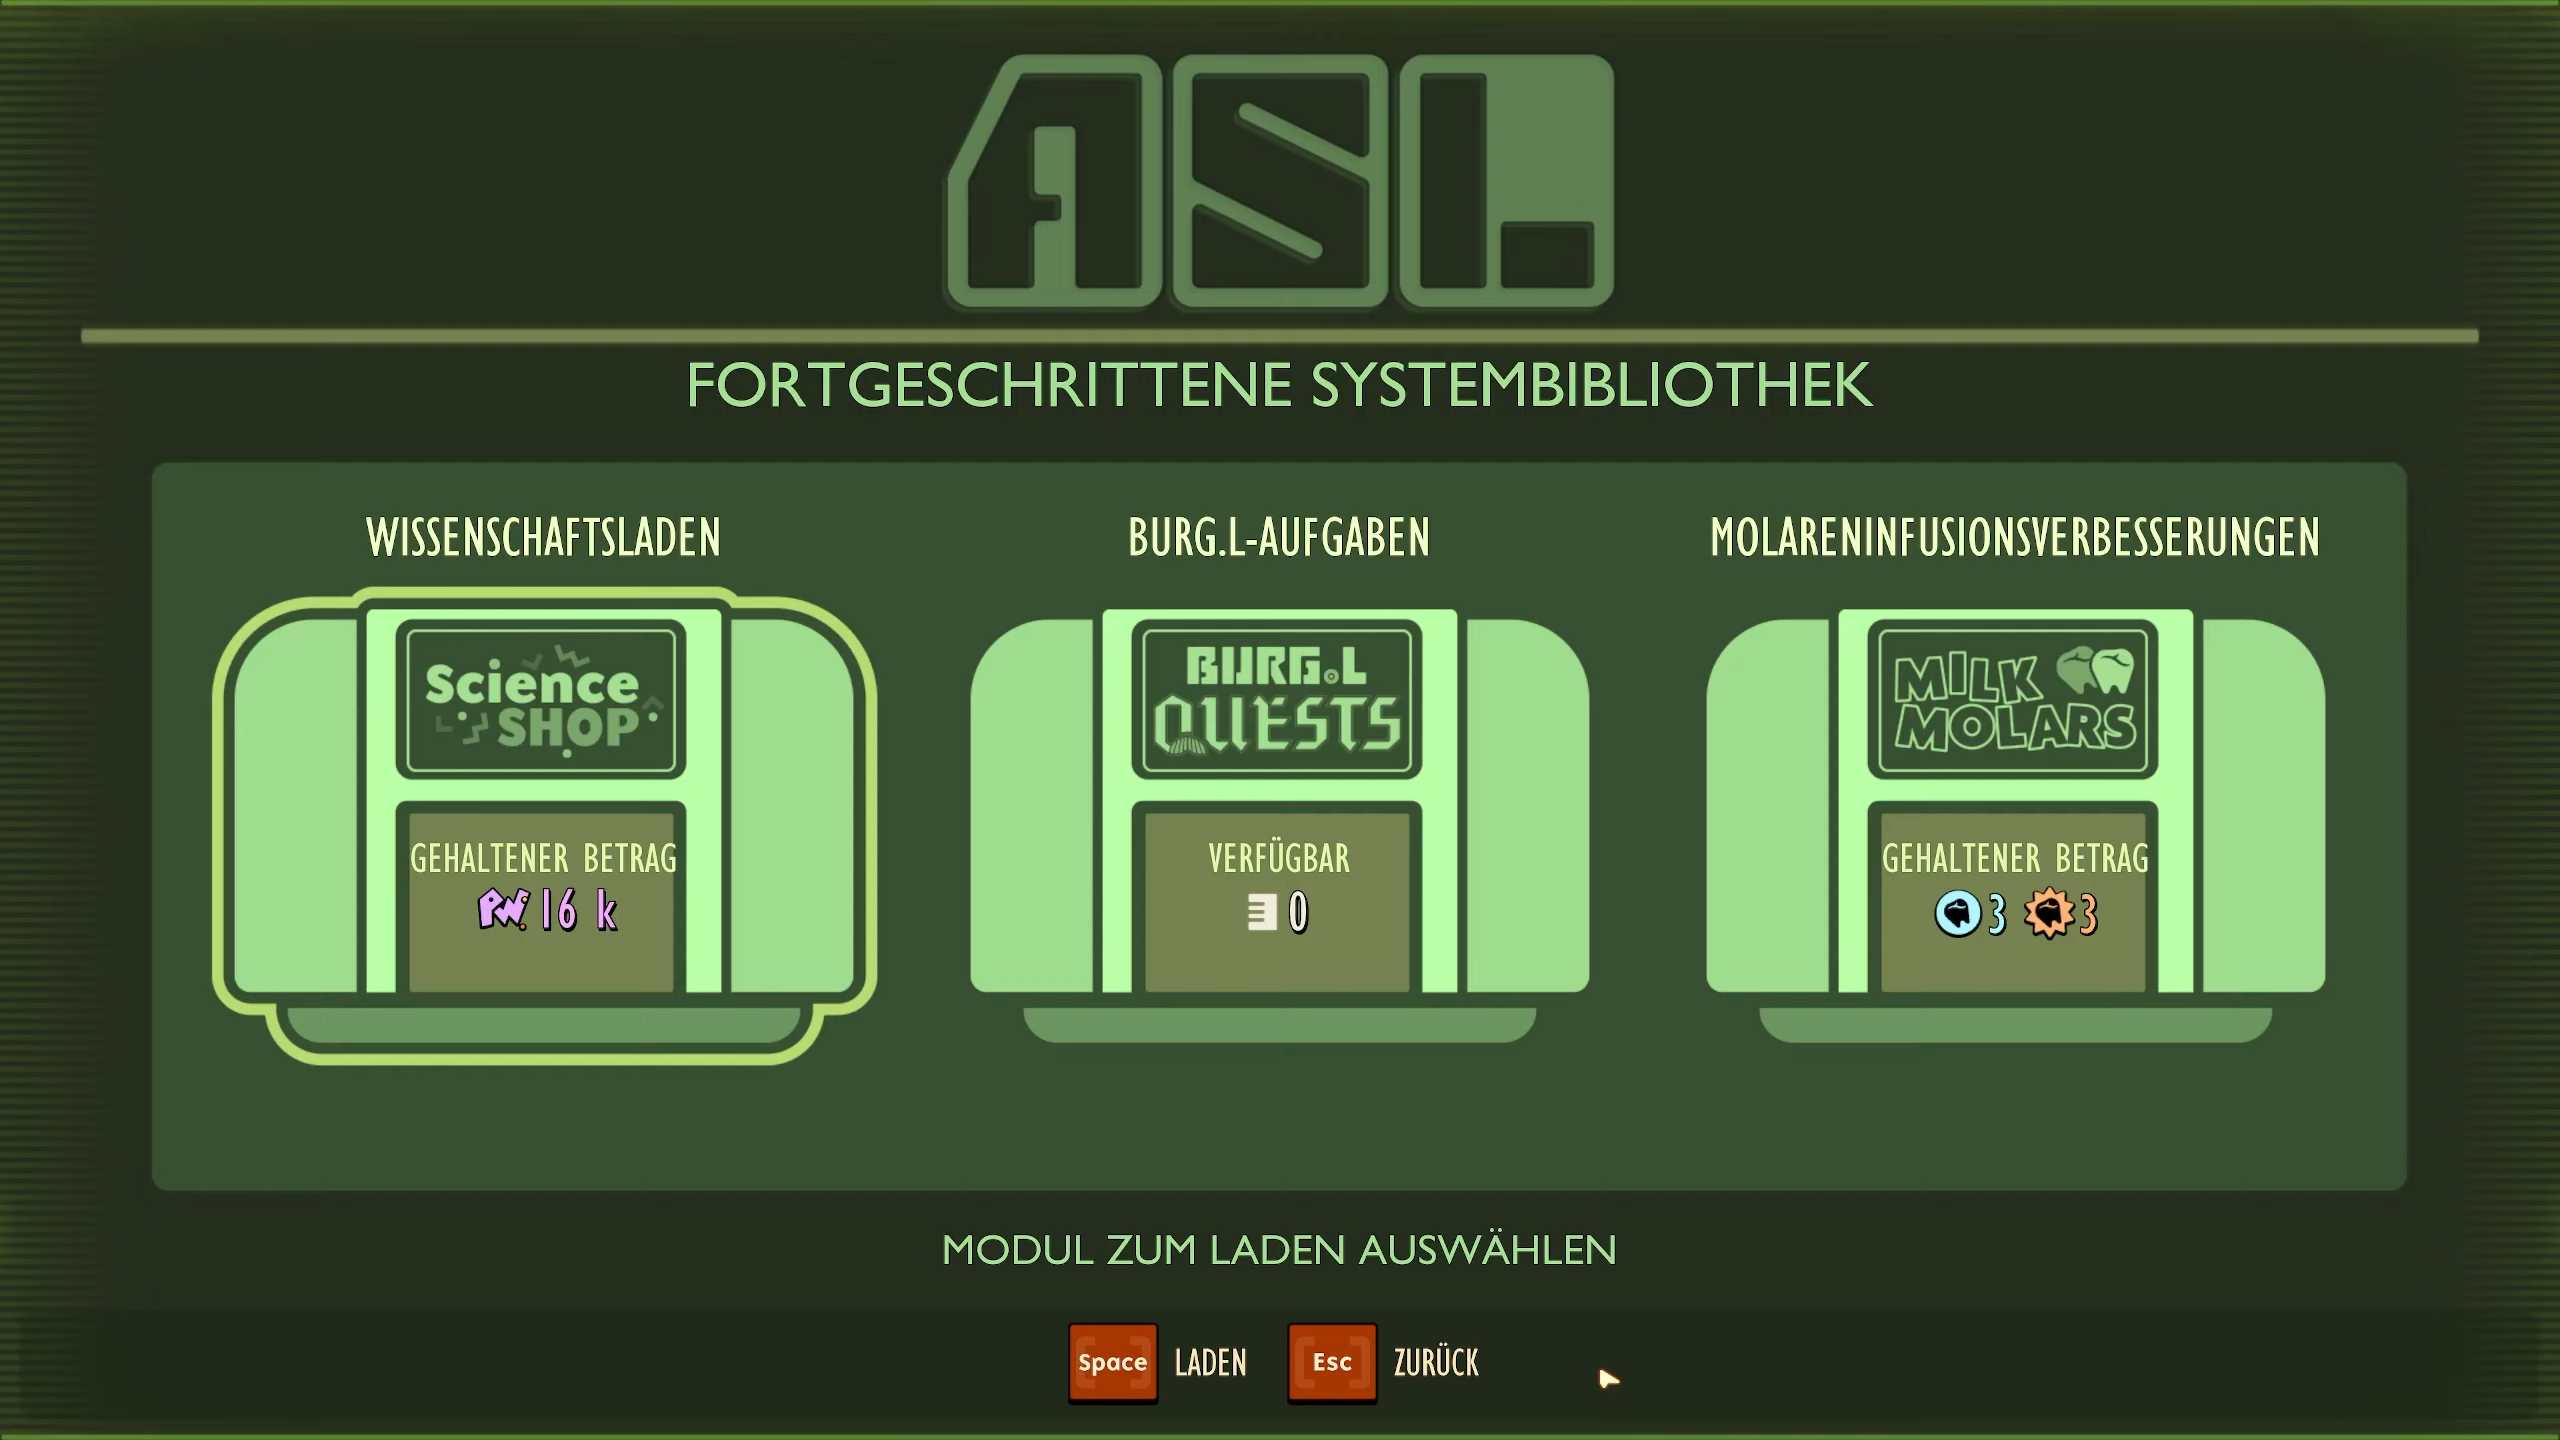 ASL
FORTGESCHRITTENE SYSTEMBIBLIOTHEK
WISSENSCHAFTSLADEN
BURG.L-AUFGABEN
MOLARENINFUSIONSVERBESSERUNGEN
Science
SHOP
BURG.L
QUESTS
MILK
MOLARS
GEHALTENER BETRAG
16 k
VERFÜGBAR
0
GEHALTENER BETRAG
3 3
MODUL ZUM LADEN AUSWÄHLEN
Space LADEN Esc ZURÜCK